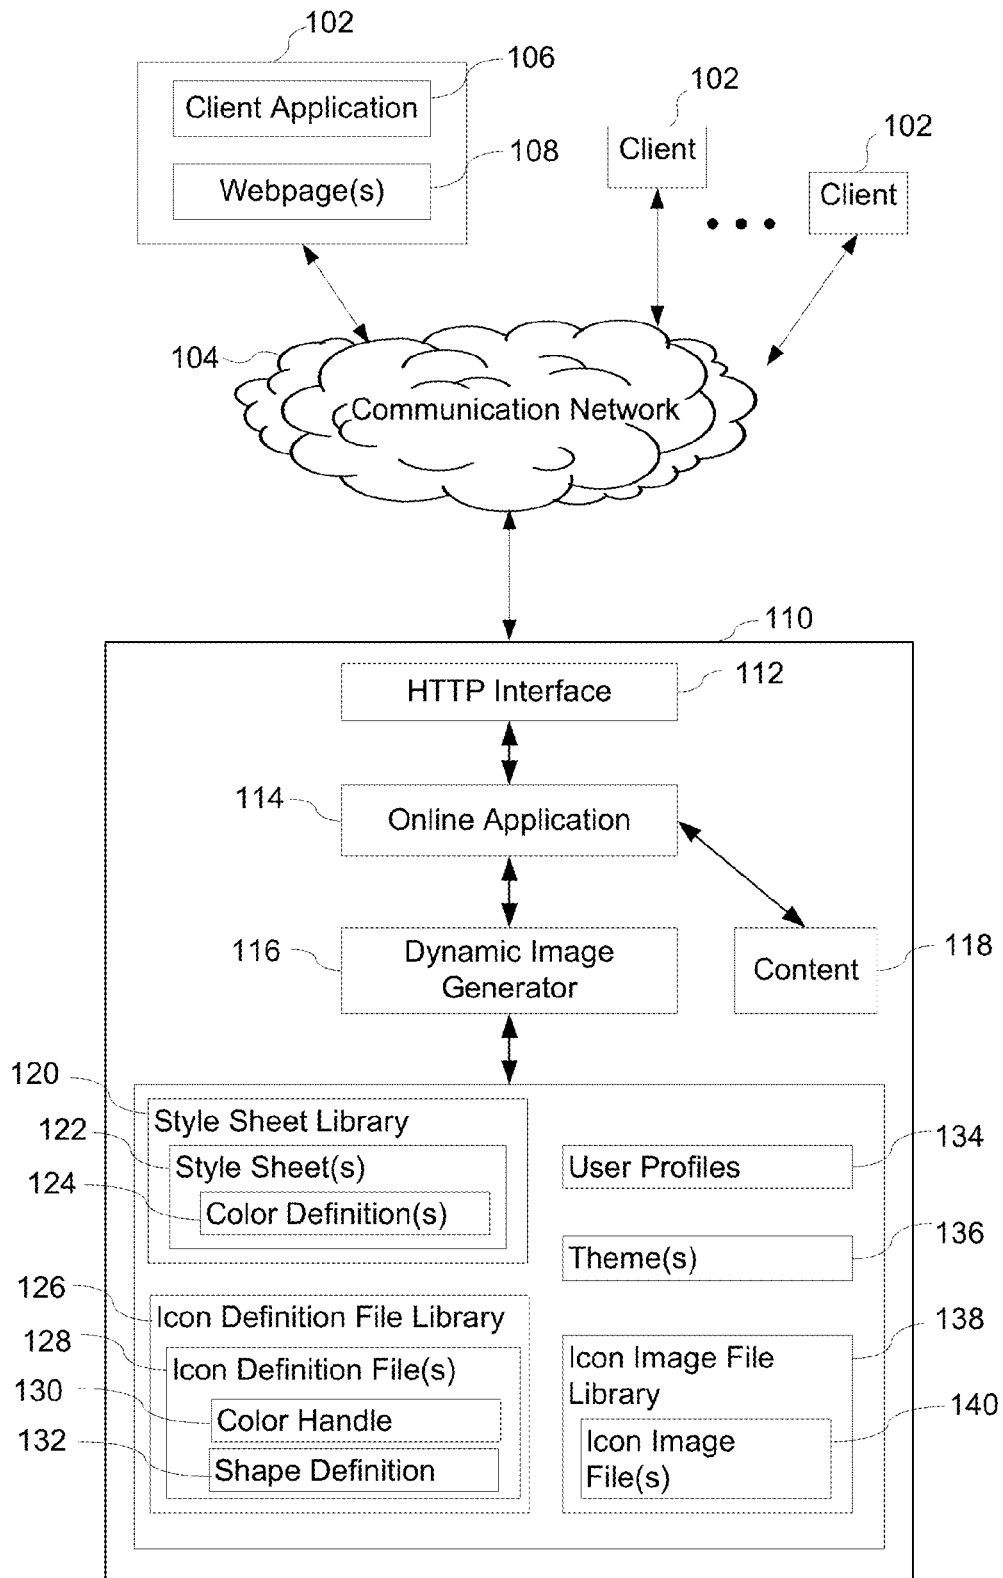 102
106
Client Application
108
Webpage(s)
102
Client
102
Client
104
Communication Network
110
HTTP Interface
112
114
Online Application
116
Dynamic Image
Generator
Content
118
120
Style Sheet Library
122
Style Sheet(s)
124
Color Definition(s)
User Profiles
134
Theme(s)
136
126
Icon Definition File Library
128
Icon Definition File(s)
130
Color Handle
132
Shape Definition
Icon Image File
Library
138
Icon Image
File(s)
140